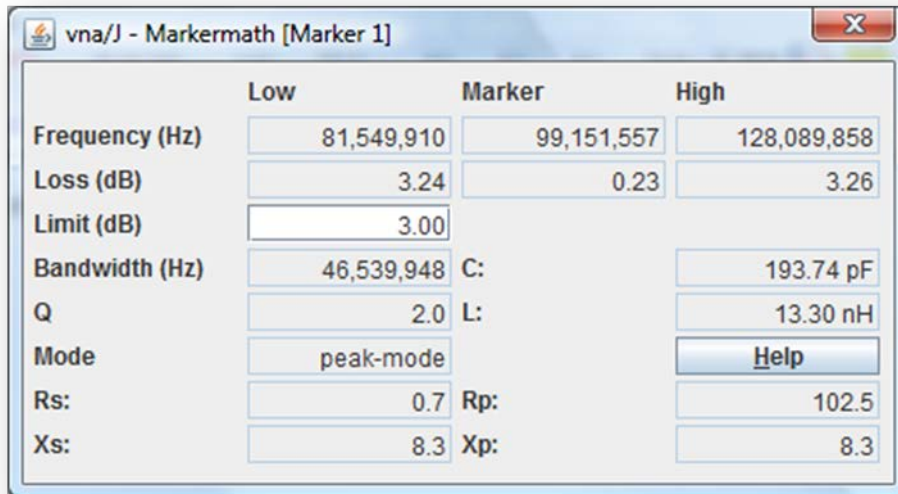 vna/J - Markermath [Marker 1]
Low Marker High
Frequency (Hz) 81,549,910 99,151,557 128,089,858
Loss (dB) 3.24 0.23 3.26
Limit (dB) 3.00
Bandwidth (Hz) 46,539,948 C: 193.74 pF
Q 2.0 L: 13.30 nH
Mode peak-mode Help
Rs: 0.7 Rp: 102.5
Xs: 8.3 Xp: 8.3